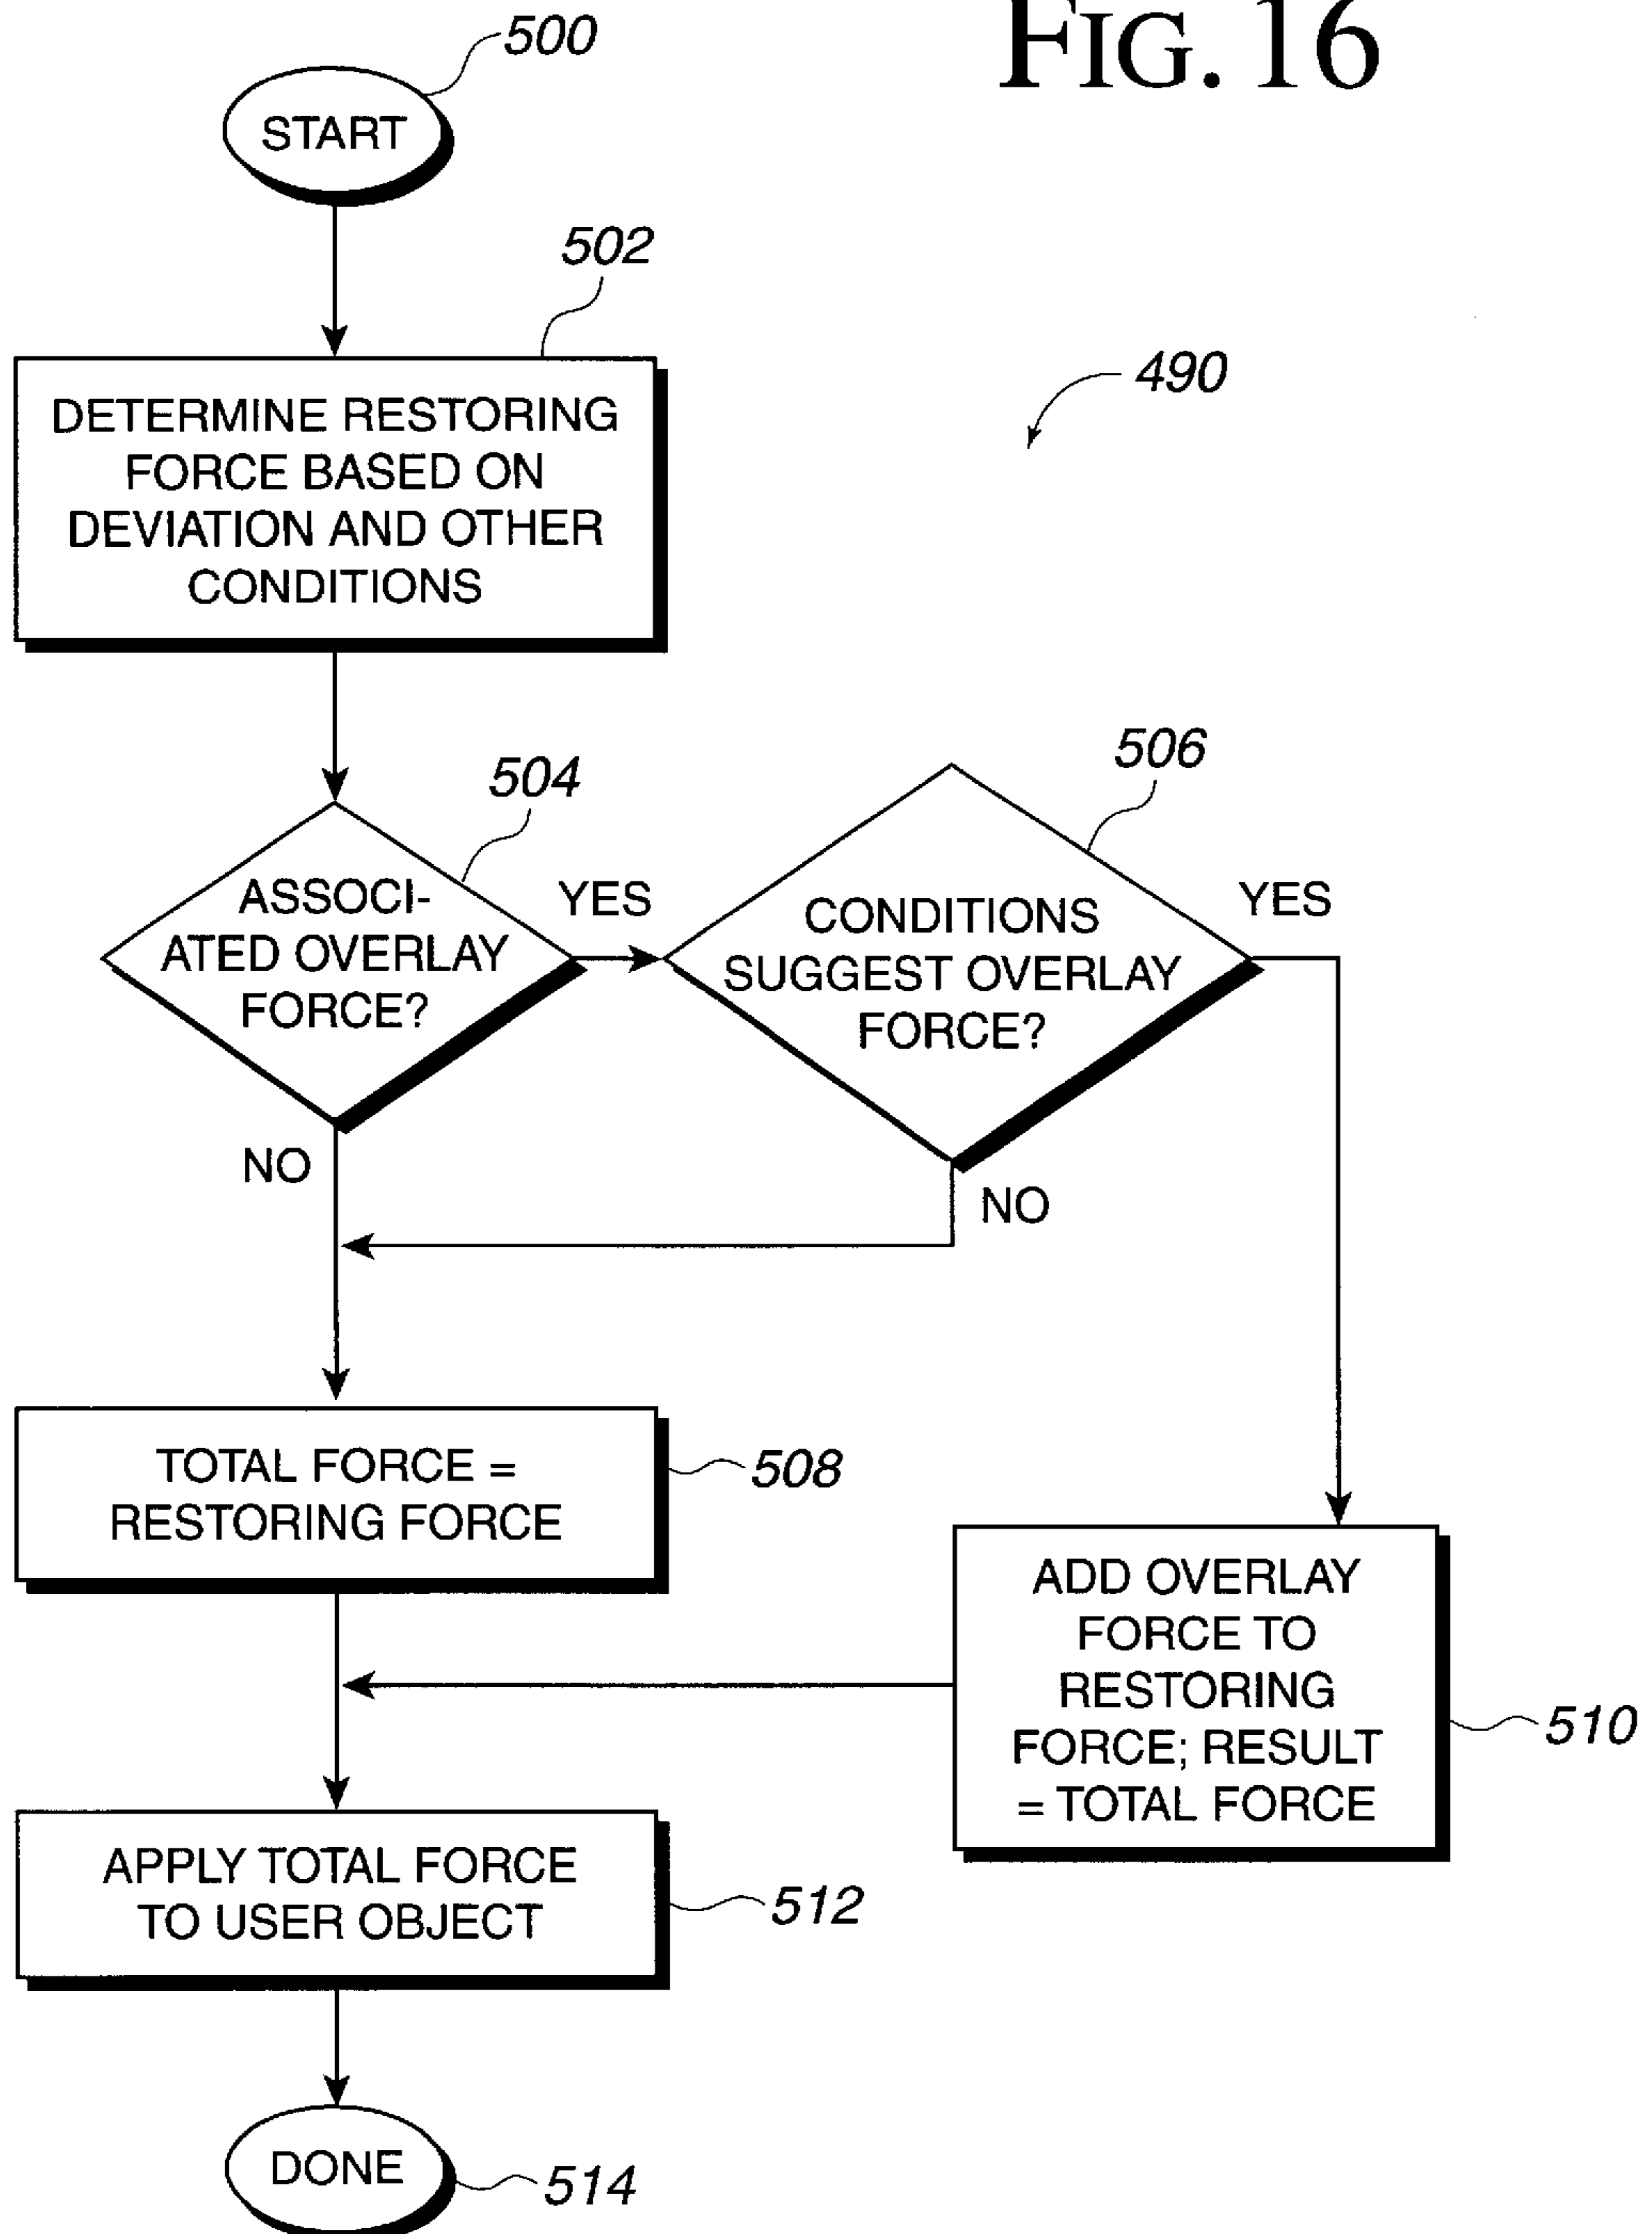 FIG. 16
500
START
502
DETERMINE RESTORING
FORCE BASED ON
DEVIATION AND OTHER
CONDITIONS
490
504
ASSOCI-
ATED OVERLAY
FORCE?
YES
506
CONDITIONS
SUGGEST OVERLAY
FORCE?
YES
NO
NO
TOTAL FORCE =
RESTORING FORCE
508
ADD OVERLAY
FORCE TO
RESTORING
FORCE; RESULT
= TOTAL FORCE
510
APPLY TOTAL FORCE
TO USER OBJECT
512
DONE
514